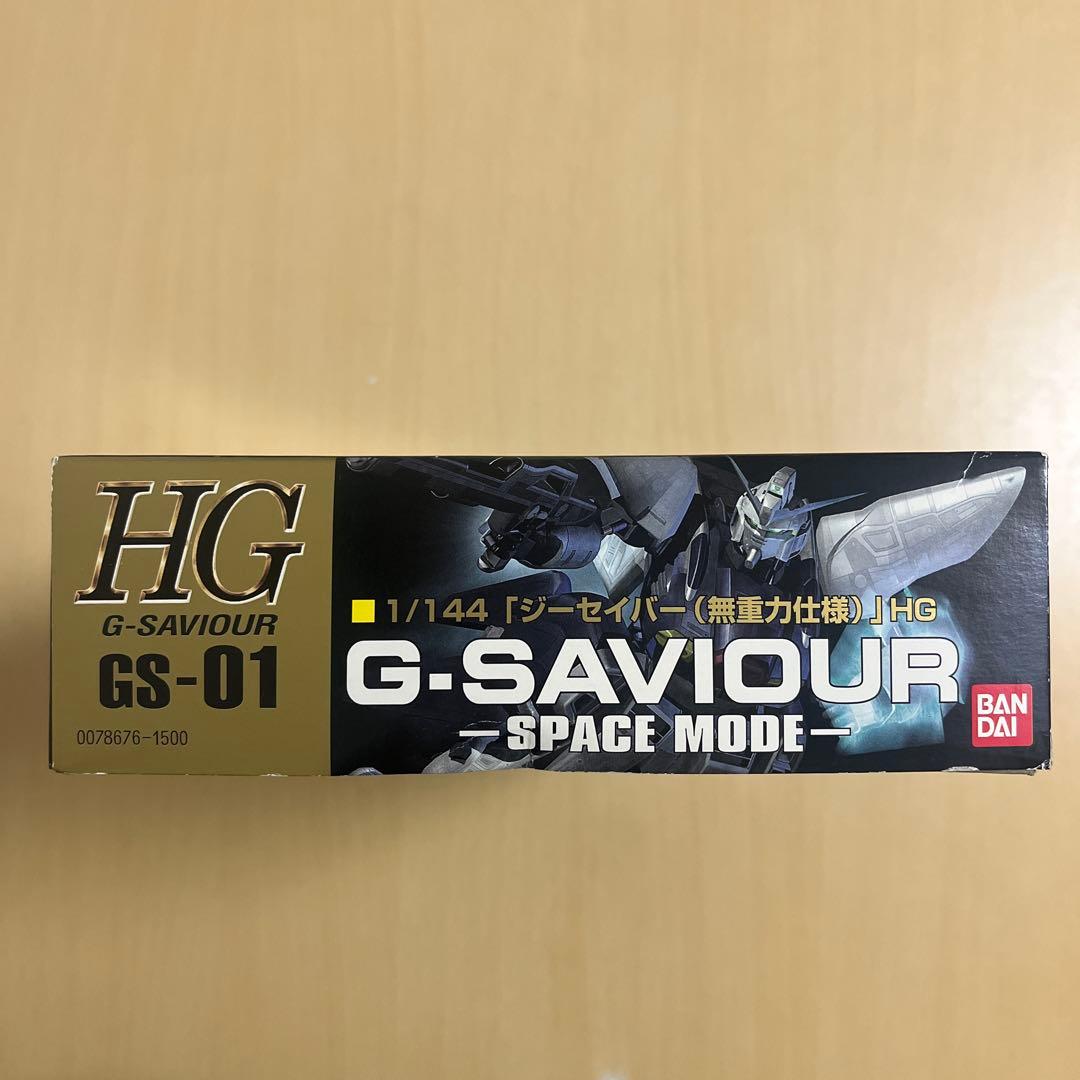 HG
G-SAVIOUR
GS-01
0078676-1500
1/144「ジーセイバー(無重力仕様)」HG
G-SAVIOUR
-SPACE MODE-
BAN
DAI